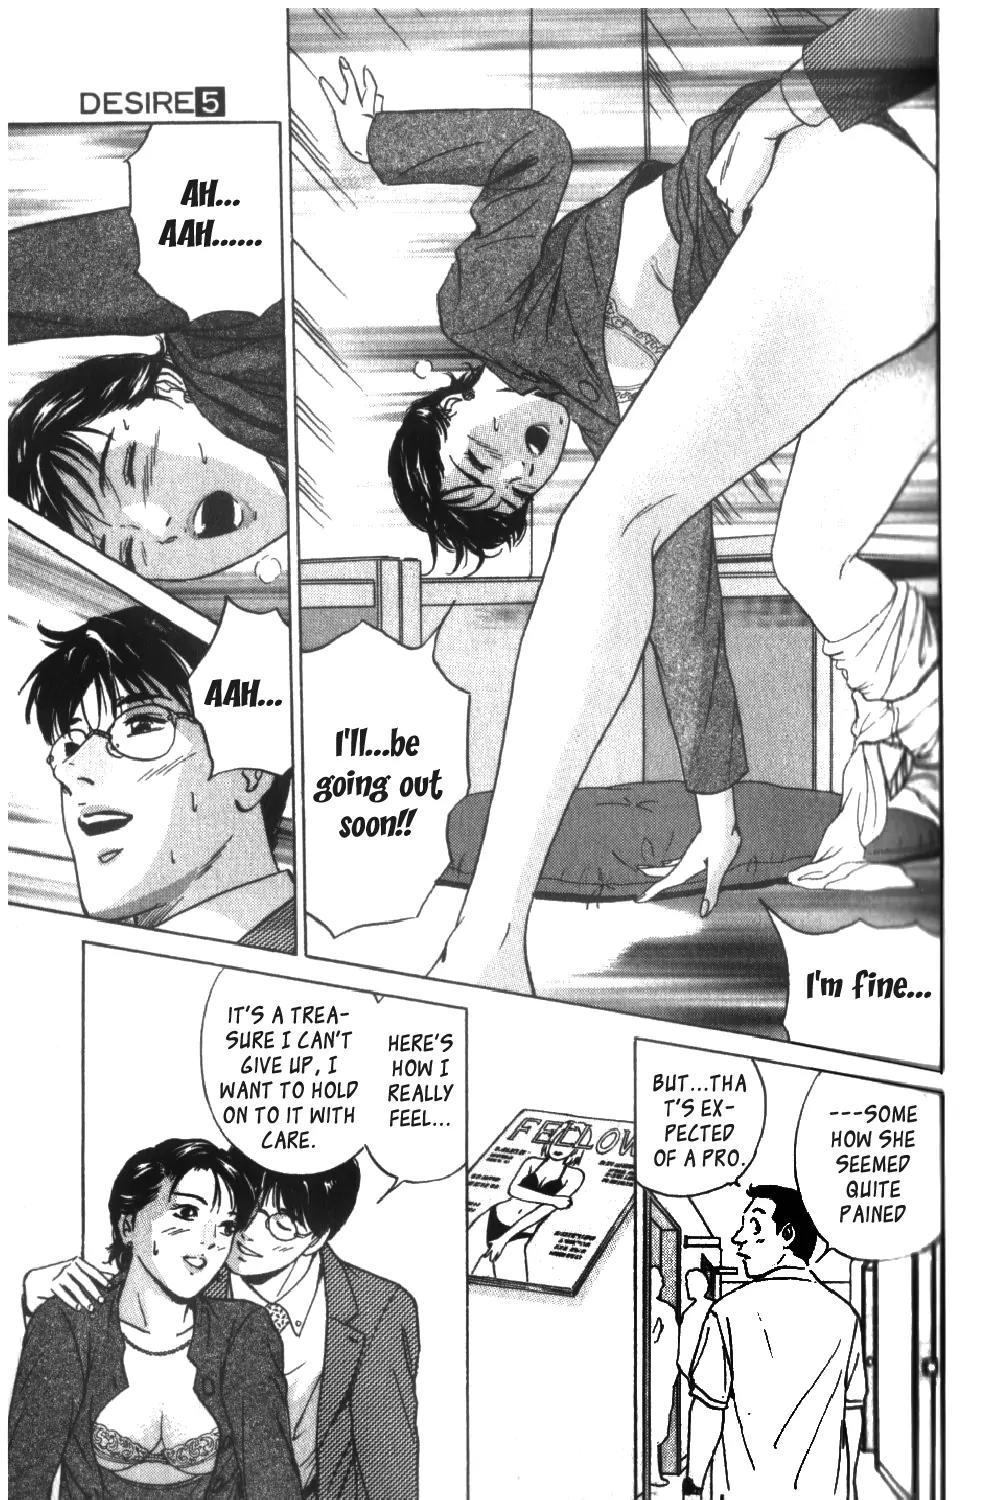 DESIRE 5
I'll...be
going out
soon!!
I'm fine...
AH...
AAH......
AAH...
---SOME
HOW SHE
SEEMED
QUITE
PAINED
BUT...THA
T'S EX-
PECTED
OF A PRO.
FELLOW
HERE'S
HOW I
REALLY
FEEL...
IT'S A TREA-
SURE I CAN'T
GIVE UP, I
WANT TO HOLD
ON TO IT WITH
CARE.